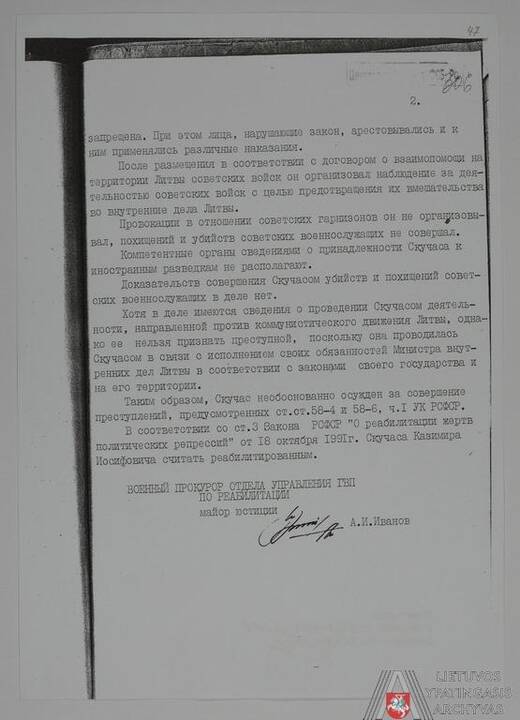 47
2.
запрещена. При этом лица, нарушающие закон, арестовывались и к
ним применялись различные наказания.
После размещения в соответствии с договором о взаимопомощи на
территории Литвы советских войск он организовал наблюдение за дея-
тельностью советских войск с целью предотвращения их вмешательства
во внутренние дела Литвы.
Провокации в отношении советских гарнизонов он не организовы-
вал, похищений и убийств советских военнослужащих не совершал.
Компетентные органы сведениями о принадлежности Скучаса к
иностранным разведкам не располагают.
Доказательств совершения Скучасом убийств и похищений совет-
ских военнослужащих в деле нет.
Хотя в деле имеются сведения о проведении Скучасом деятель-
ности, направленной против коммунистического движения Литвы, одна-
ко ее нельзя признать преступной, поскольку она проводилась
Скучасом в связи с исполнением своих обязанностей Министра внут-
ренних дел Литвы в соответствии с законами своего государства и
на его территории.
Таким образом, Скучас необоснованно осужден за совершение
преступлений, предусмотренных ст.ст.58-4 и 58-6, ч.I УК РСФСР.
В соответствии со ст.3 Закона РСФСР "О реабилитации жертв
политических репрессий" от 18 октября 1991г. Скучаса Казимира
Иосифовича считать реабилитированным.
ВОЕННЫЙ ПРОКУРОР ОТДЕЛА УПРАВЛЕНИЯ ГВП
ПО РЕАБИЛИТАЦИИ
майор юстиции
А.И.Иванов
LIETUVOS
YPATINGASIS
ARCHYVAS